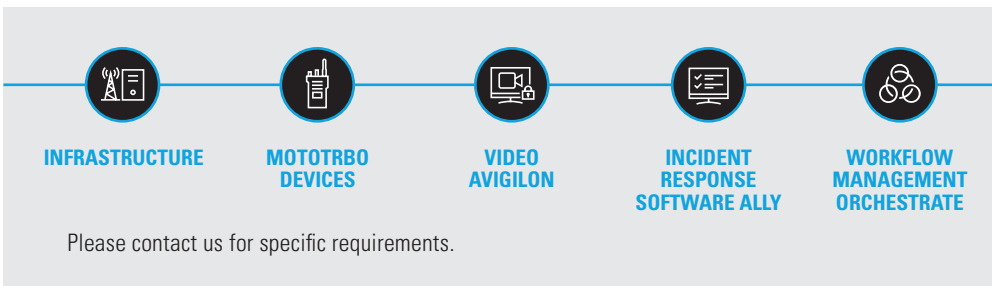 INFRASTRUCTURE
MOTOTRBO
DEVICES
VIDEO
AVIGILON
INCIDENT
RESPONSE
SOFTWARE ALLY
WORKFLOW
MANAGEMENT
ORCHESTRATE
Please contact us for specific requirements.